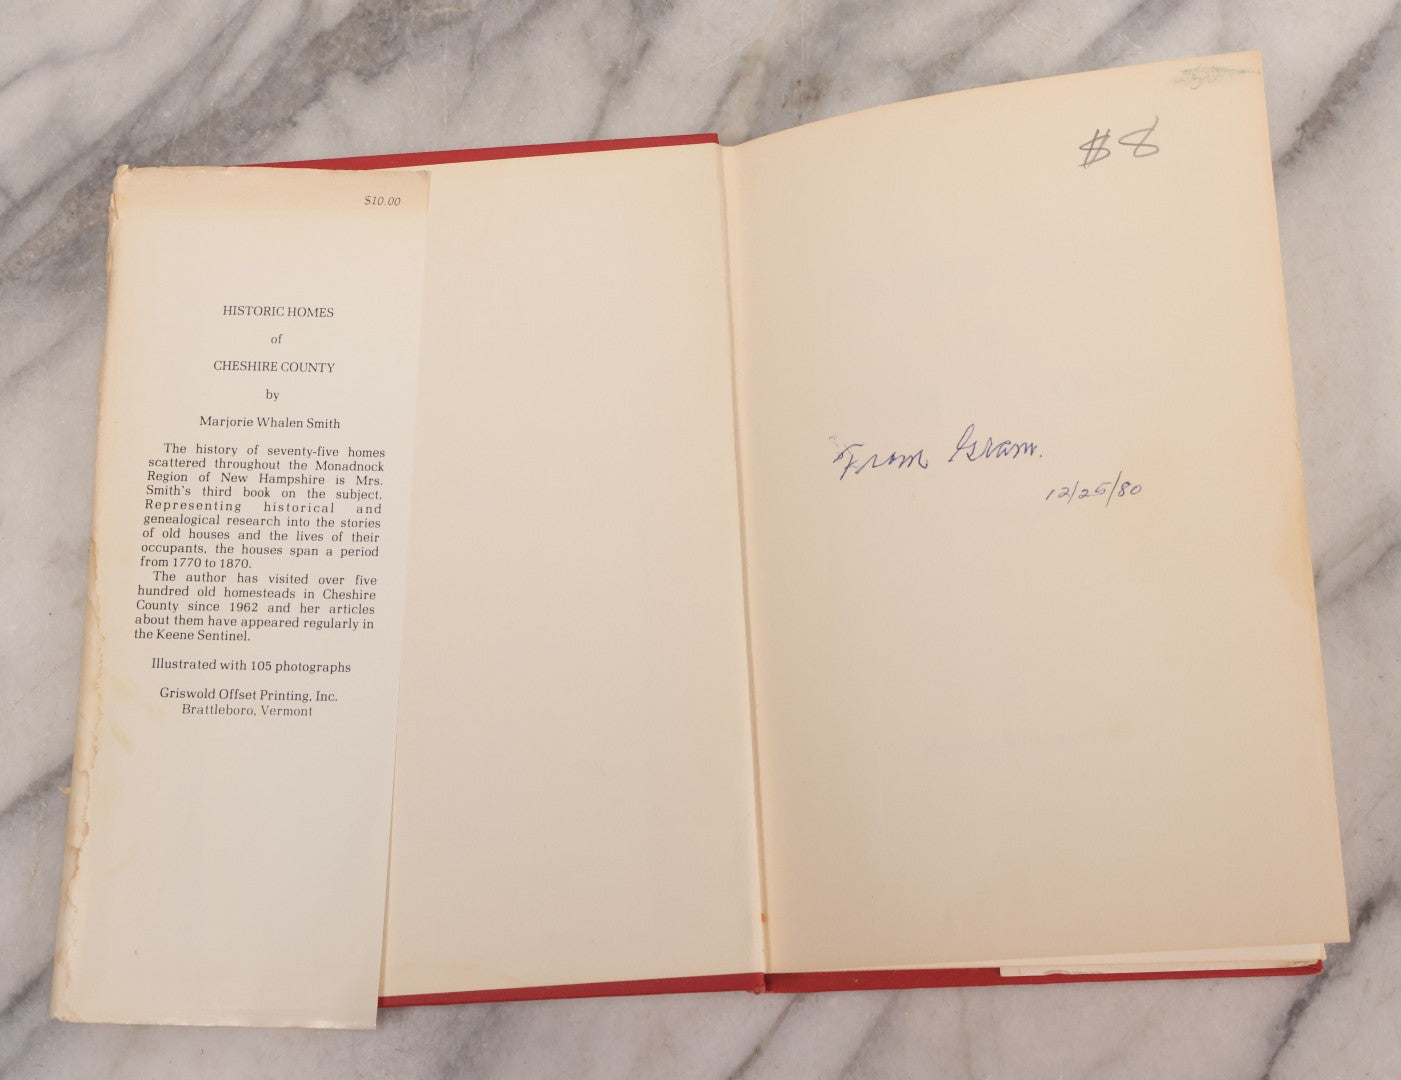 $10.00
HISTORIC HOMES
of
CHESHIRE COUNTY
by
Marjorie Whalen Smith
The history of seventy-five homes
scattered throughout the Monadnock
Region of New Hampshire is Mrs.
Smith's third book on the subject.
Representing historical and
genealogical research into the stories
of old houses and the lives of their
occupants, the houses span a period
from 1770 to 1870.
The author has visited over five
hundred old homesteads in Cheshire
County since 1962 and her articles
about them have appeared regularly in
the Keene Sentinel.
Illustrated with 105 photographs
Griswold Offset Printing, Inc.
Brattleboro, Vermont
$8
From Gram.
12/25/80